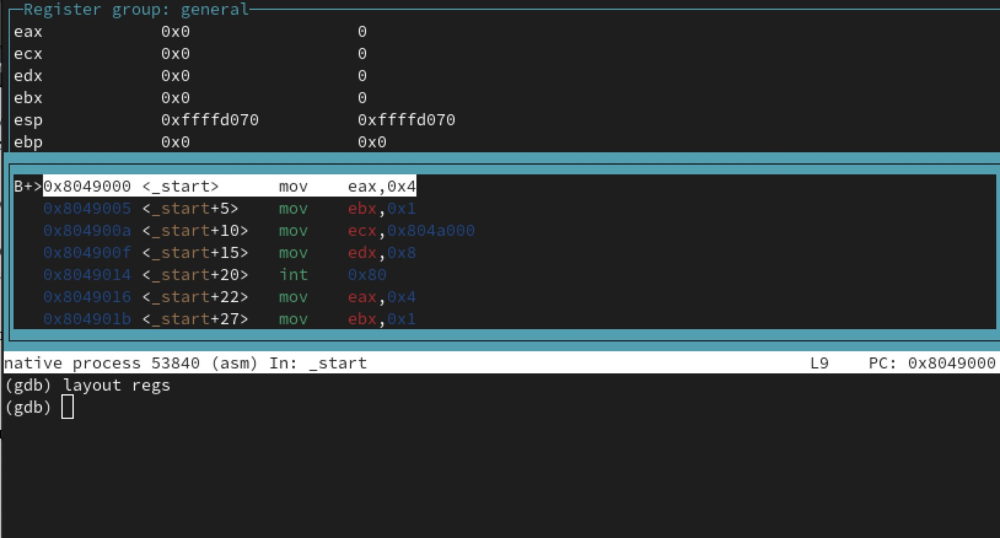 Register group: general
eax 0x0 0
ecx 0x0 0
edx 0x0 0
ebx 0x0 0
esp 0xffffd070 0xffffd070
ebp 0x0 0x0
B+>0x8049000 <_start> mov eax,0x4
0x8049005 <_start+5> mov ebx,0x1
0x804900a <_start+10> mov ecx,0x804a000
0x804900f <_start+15> mov edx,0x8
0x8049014 <_start+20> int 0x80
0x8049016 <_start+22> mov eax,0x4
0x804901b <_start+27> mov ebx,0x1
native process 53840 (asm) In: _start L9 PC: 0x8049000
(gdb) layout regs
(gdb)